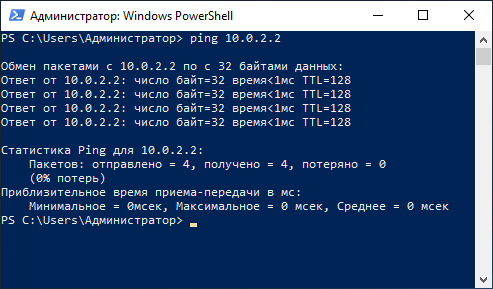 Администратор: Windows PowerShell
PS C:\Users\Администратор> ping 10.0.2.2
Обмен пакетами с 10.0.2.2 по с 32 байтами данных:
Ответ от 10.0.2.2: число байт=32 время<1мс TTL=128
Ответ от 10.0.2.2: число байт=32 время<1мс TTL=128
Ответ от 10.0.2.2: число байт=32 время<1мс TTL=128
Ответ от 10.0.2.2: число байт=32 время<1мс TTL=128
Статистика Ping для 10.0.2.2:
Пакетов: отправлено = 4, получено = 4, потеряно = 0
(0% потерь)
Приблизительное время приема-передачи в мс:
Минимальное = 0мсек, Максимальное = 0 мсек, Среднее = 0 мсек
PS C:\Users\Администратор>